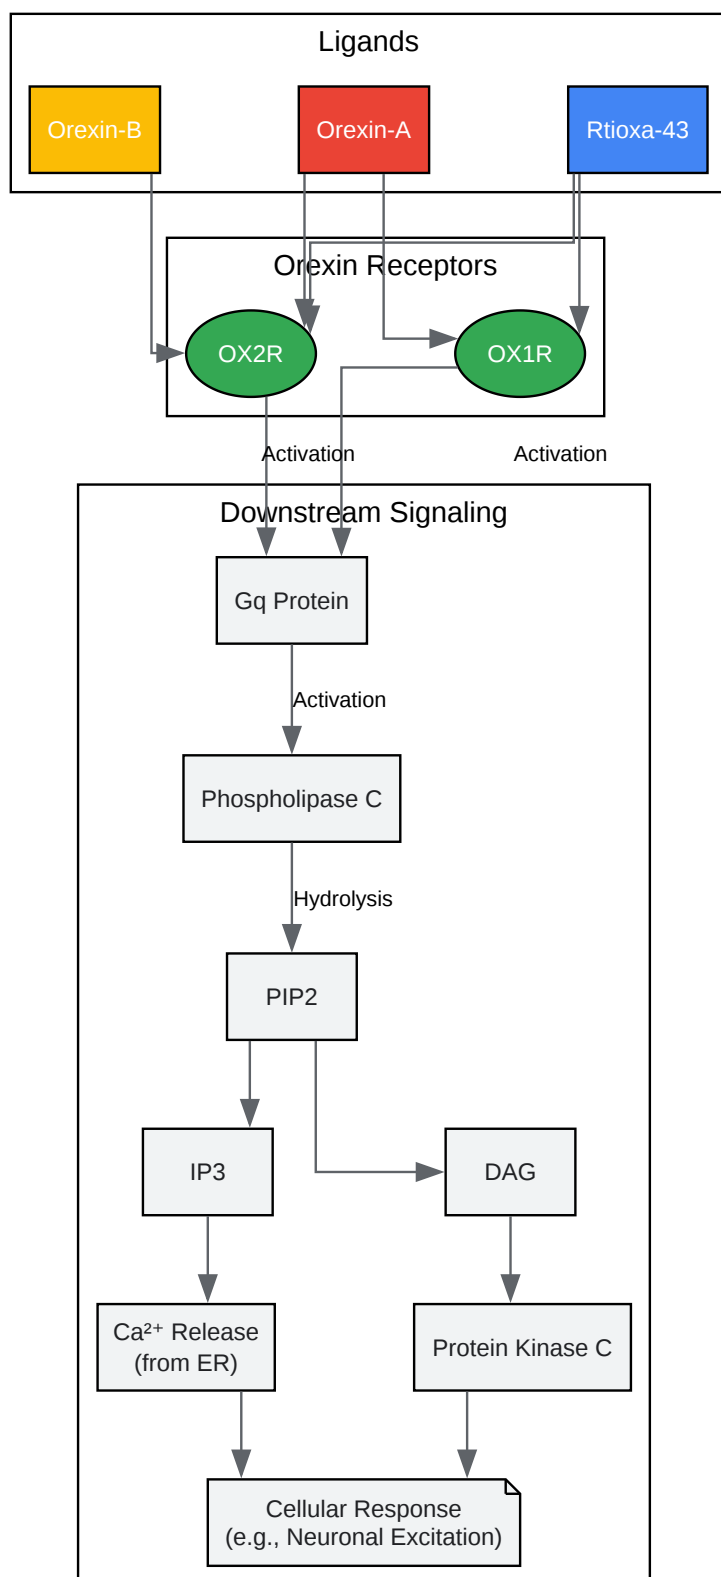 Ligands
Orexin-B
Orexin-A
Rtioxa-43
Orexin Receptors
OX2R
OX1R
Activation
Activation
Downstream Signaling
Gq Protein
Activation
Phospholipase C
Hydrolysis
PIP2
IP3
DAG
Ca²⁺ Release
(from ER)
Protein Kinase C
Cellular Response
(e.g., Neuronal Excitation)